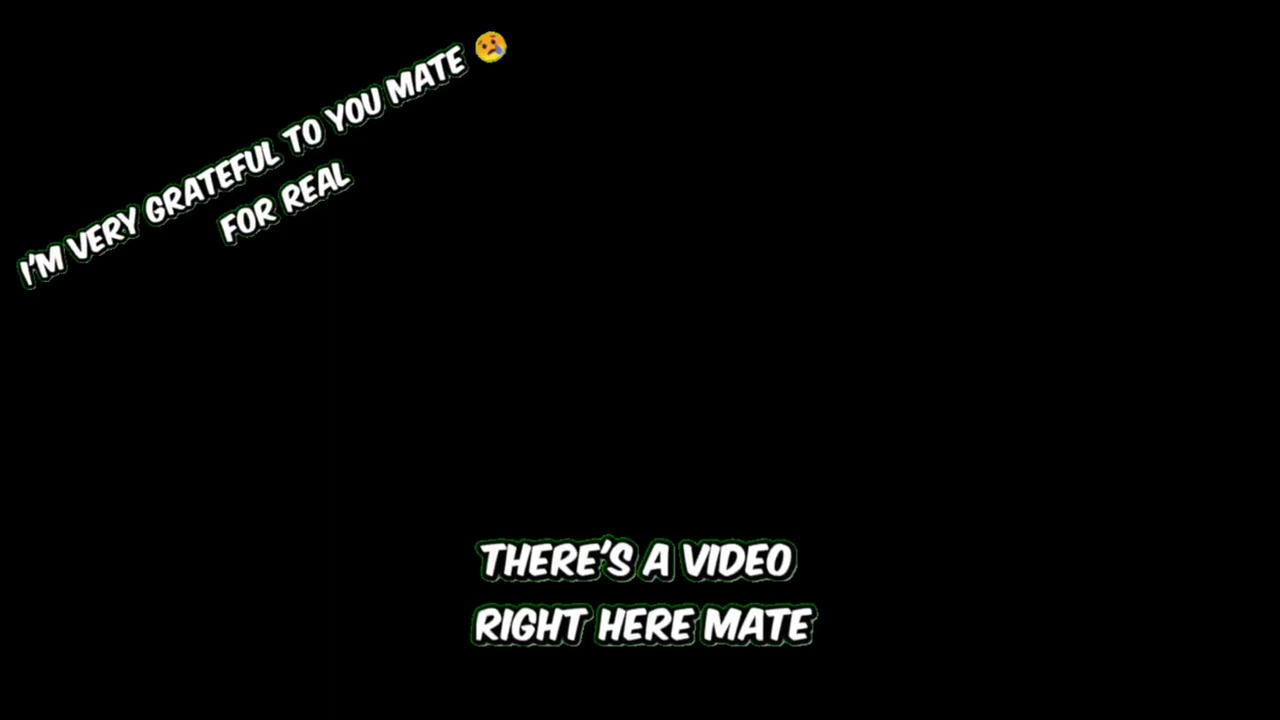 I'M VERY GRATEFUL TO YOU MATE 😢
FOR REAL
THERE'S A VIDEO
RIGHT HERE MATE